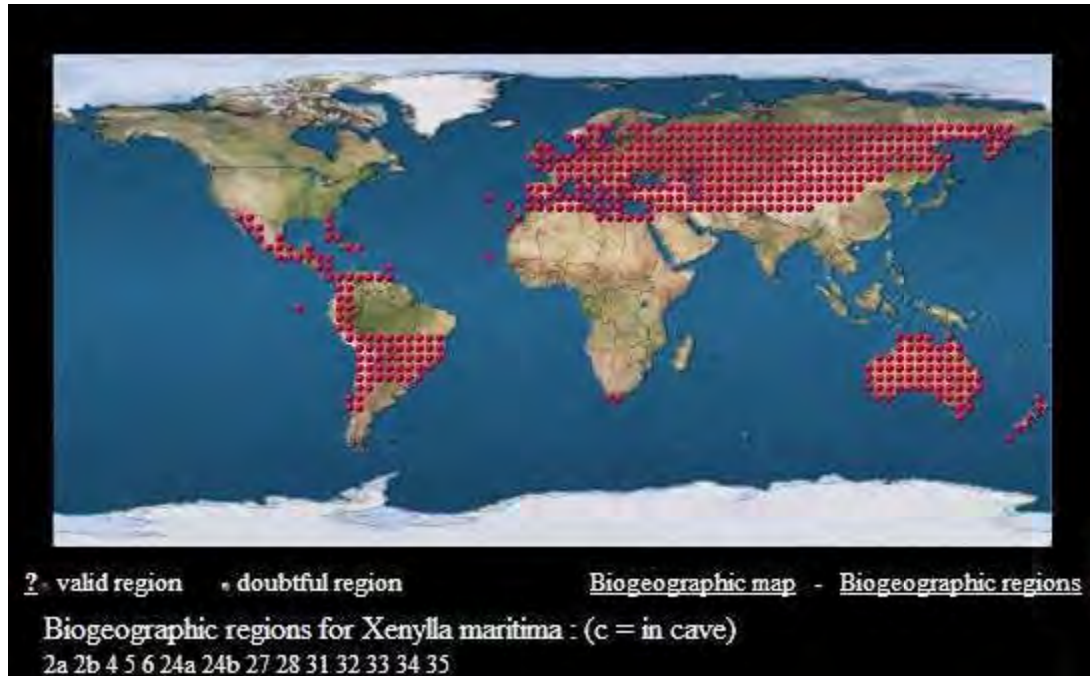 ? valid region doubtful region Biogeographic map - Biogeographic regions
Biogeographic regions for Xenylla maritima : (c = in cave)
2a 2b 4 5 6 24a 24b 27 28 31 32 33 34 35